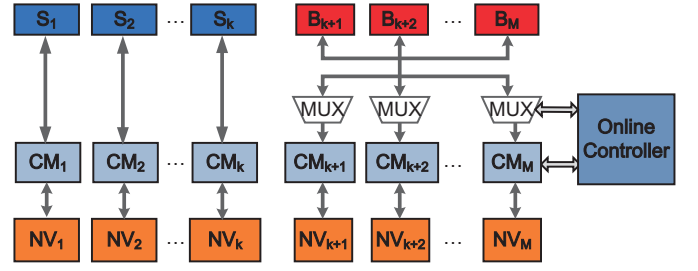 S1 S2 ... Sk Bk+1 Bk+2 ... BM
MUX MUX MUX
Online
Controller
CM1 CM2 ... CMk CMk+1 CMk+2 ... CMM
NV1 NV2 ... NVk NVk+1 NVk+2 ... NVM